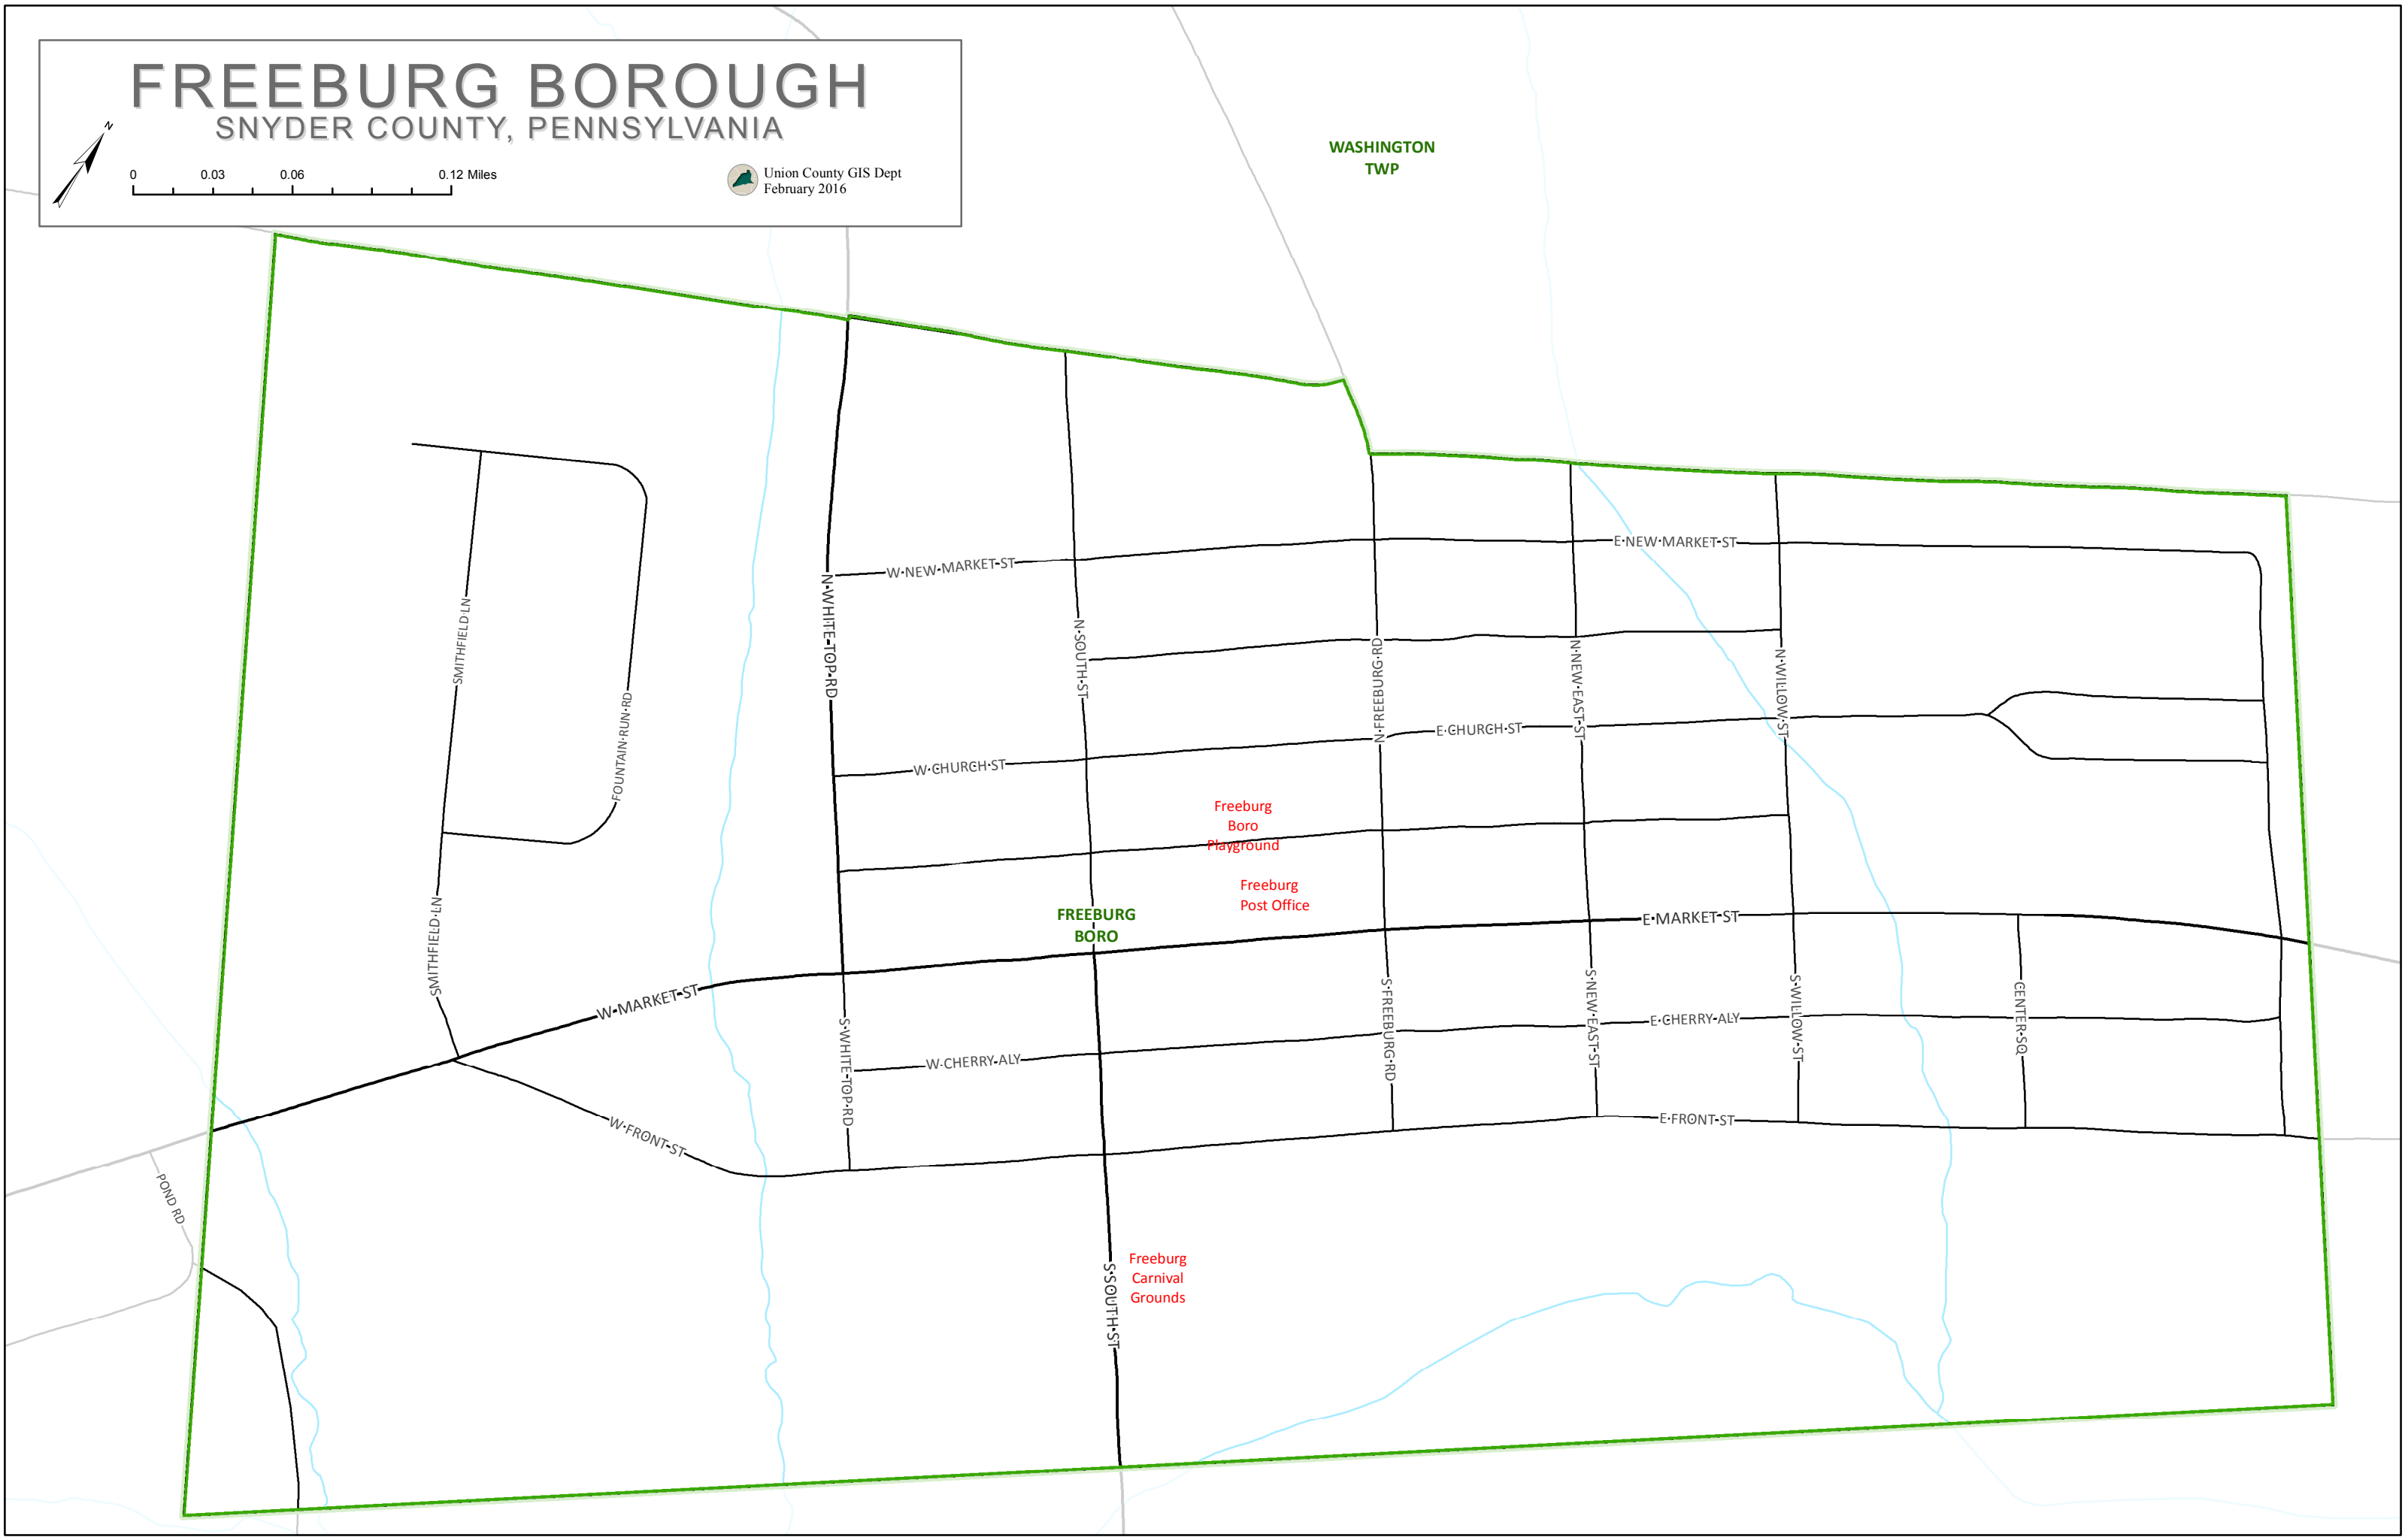 FREEBURG BOROUGH
SNYDER COUNTY, PENNSYLVANIA
N
0 0.03 0.06 0.12 Miles
Union County GIS Dept
February 2016
WASHINGTON
TWP
E NEW MARKET ST
W NEW MARKET ST
N WHITE TOP RD
SMITHFIELD LN
N SOUTH ST
N FREEBURG RD
N NEW EAST ST
N WILLOW ST
FOUNTAIN RUN RD
E CHURCH ST
W CHURCH ST
Freeburg
Boro
Playground
Freeburg
Post Office
FREEBURG
BORO
E MARKET ST
SMITHFIELD LN
W MARKET ST
S WHITE TOP RD
S FREEBURG RD
S NEW EAST ST
S WILLOW ST
CENTER SQ
E CHERRY ALY
W CHERRY ALY
W FRONT ST
E FRONT ST
POND RD
Freeburg
Carnival
Grounds
S SOUTH ST